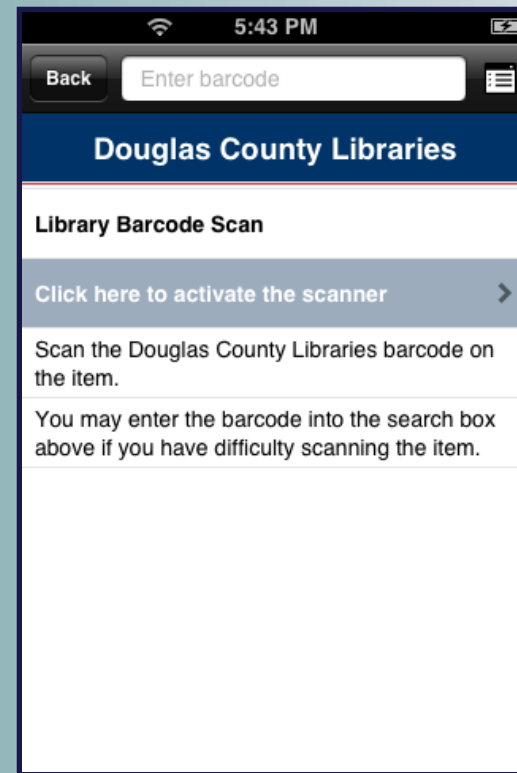 5:43 PM
Back
Enter barcode
Douglas County Libraries
Library Barcode Scan
Click here to activate the scanner
Scan the Douglas County Libraries barcode on
the item.
You may enter the barcode into the search box
above if you have difficulty scanning the item.